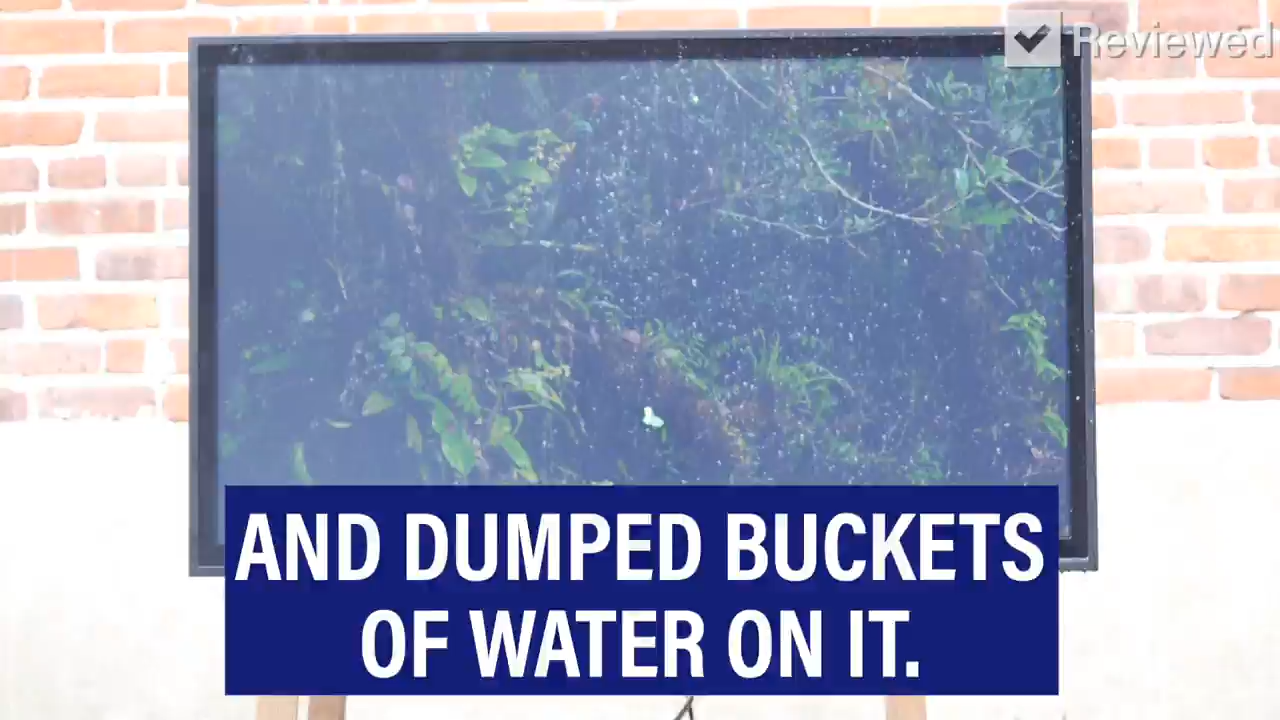 Reviewed
AND DUMPED BUCKETS
OF WATER ON IT.